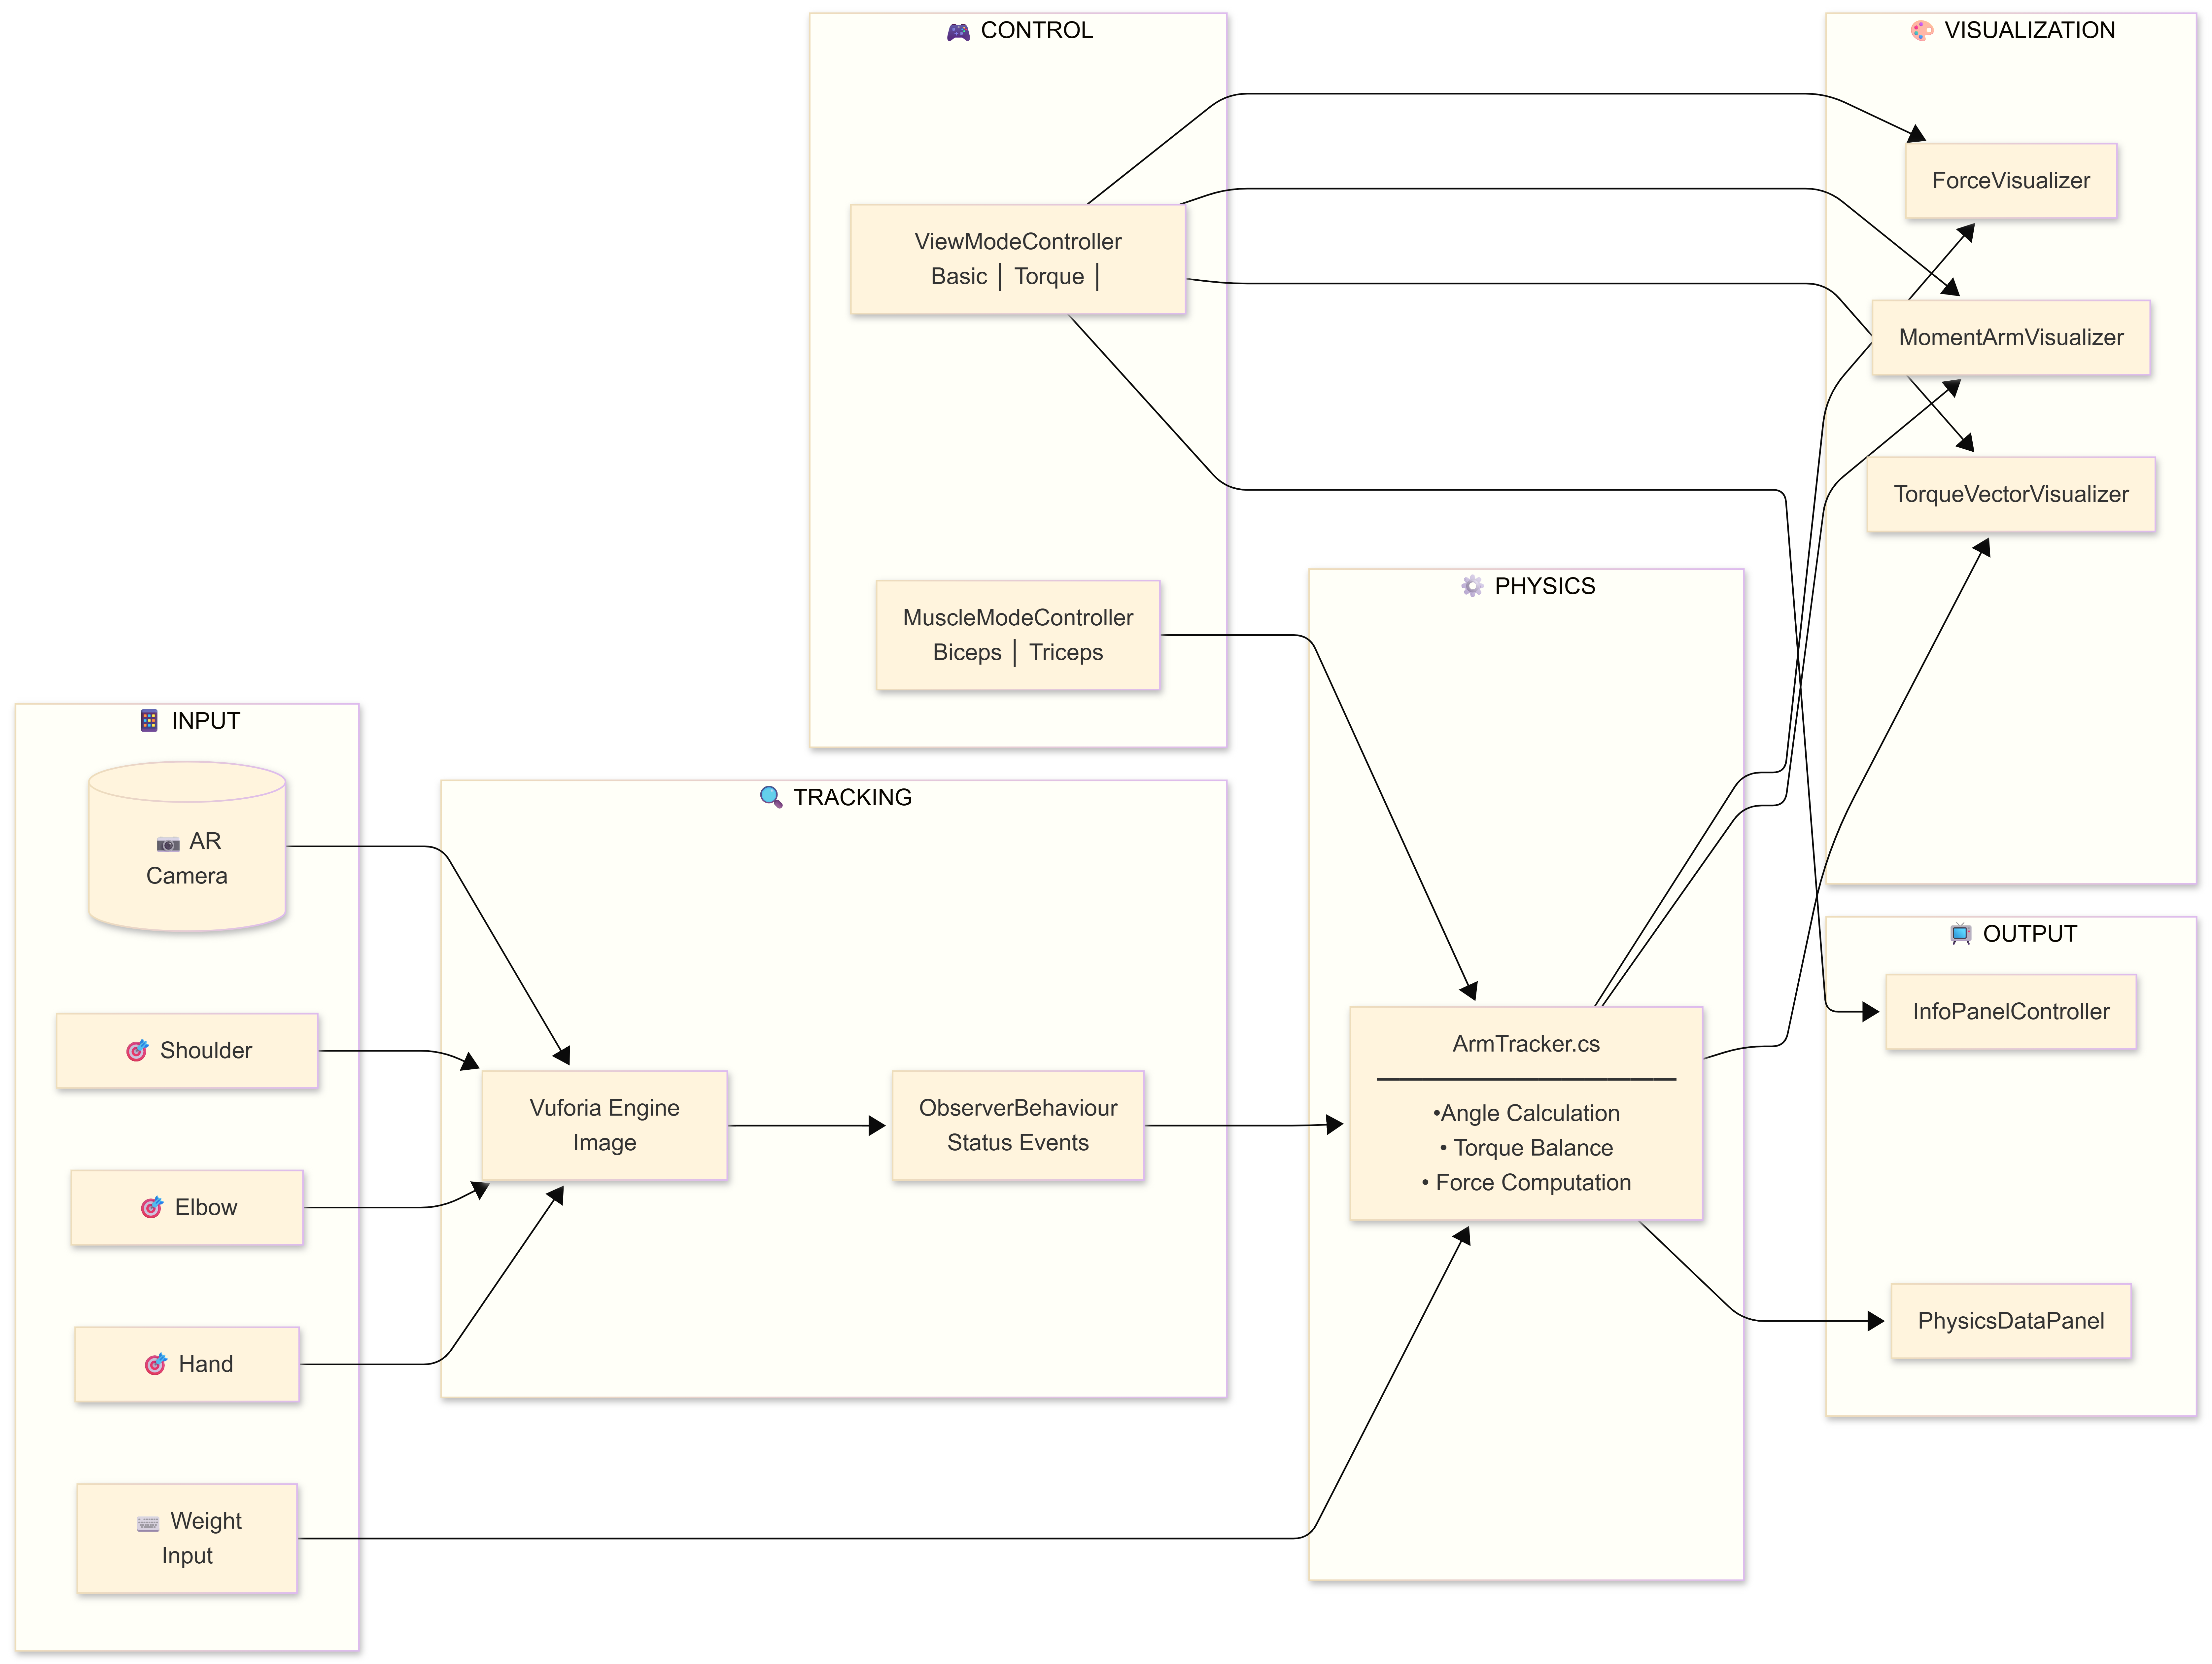 CONTROL
ViewModeController
Basic │ Torque │
MuscleModeController
Biceps │ Triceps
VISUALIZATION
ForceVisualizer
MomentArmVisualizer
TorqueVectorVisualizer
INPUT
AR
Camera
Shoulder
Elbow
Hand
Weight
Input
TRACKING
Vuforia Engine
Image
ObserverBehaviour
Status Events
PHYSICS
ArmTracker.cs
•Angle Calculation
• Torque Balance
• Force Computation
OUTPUT
InfoPanelController
PhysicsDataPanel